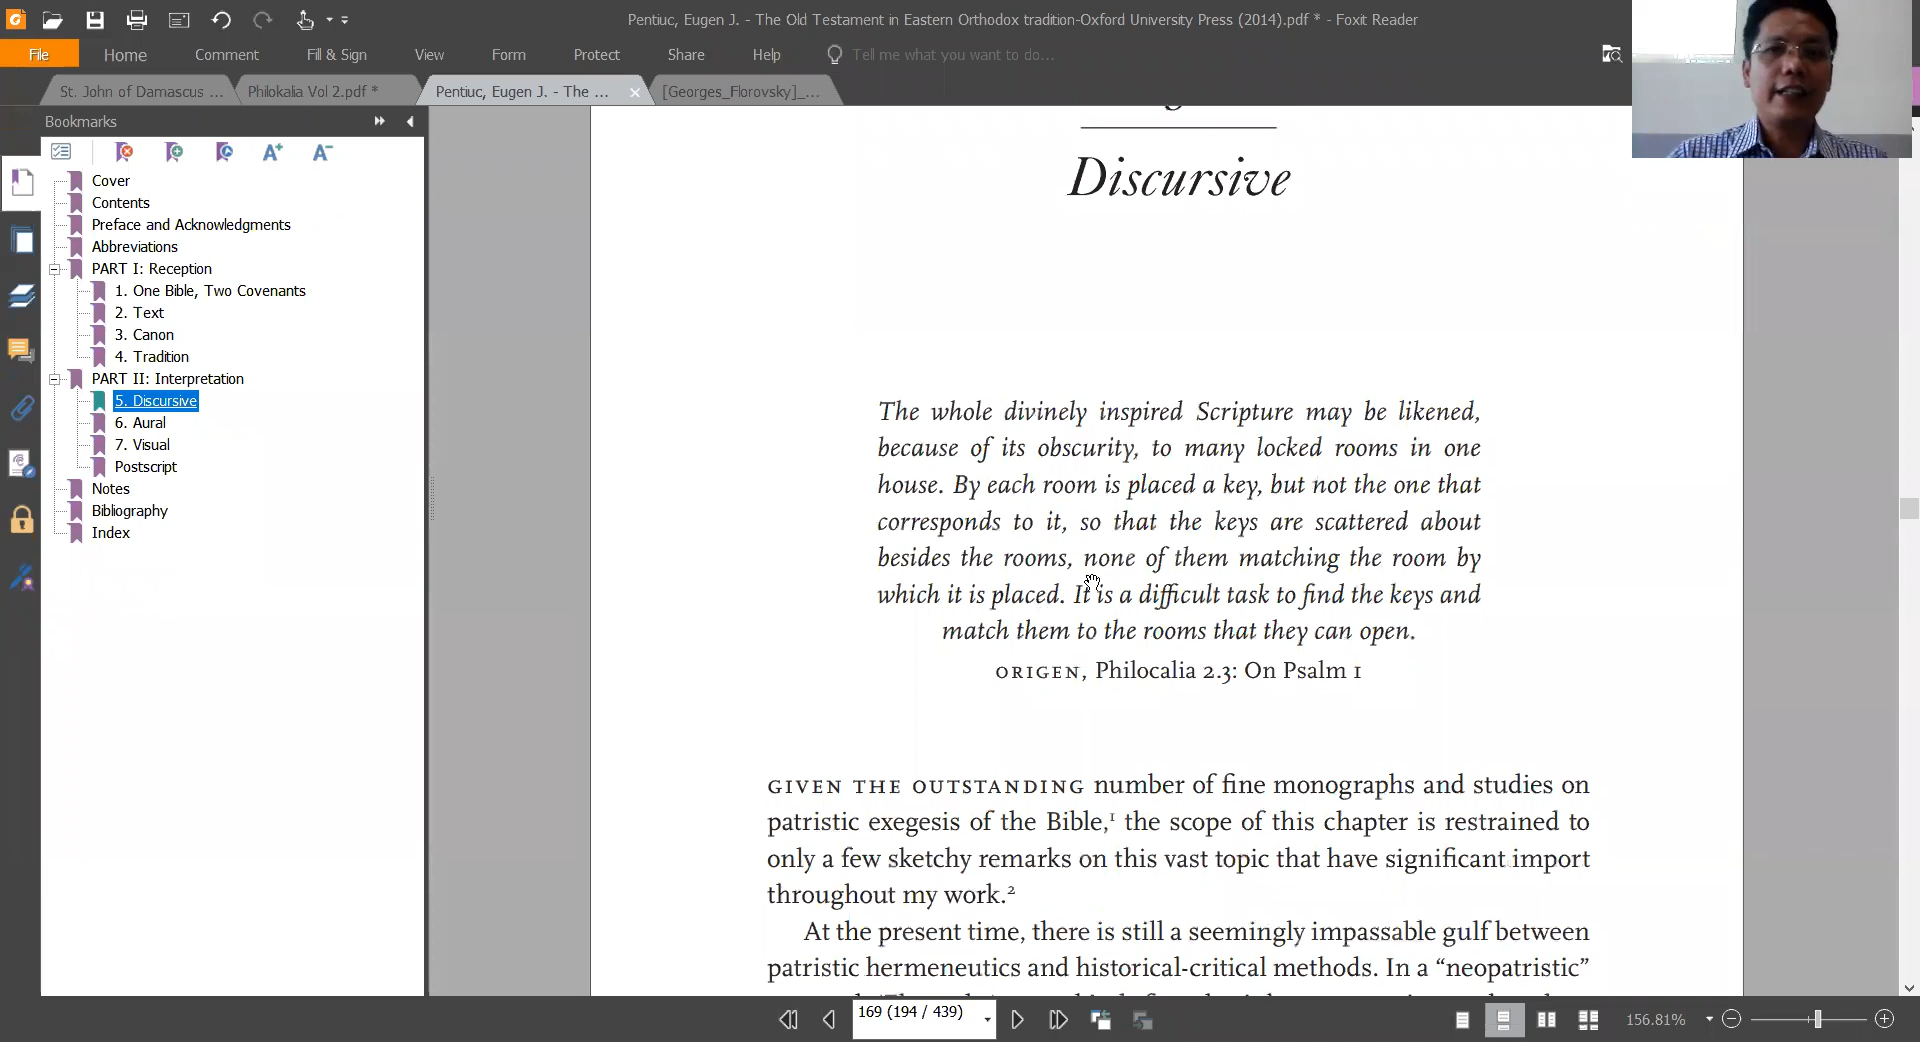 Pentiuc, Eugen J. - The Old Testament in Eastern Orthodox tradition-Oxford University Press (2014).pdf * - Foxit Reader
File Home Comment Fill & Sign View Form Protect Share Help Tell me what you want to do...
St. John of Damascus ... Philokalia Vol 2.pdf * Pentiuc, Eugen J. - The ... [Georges_Florovsky]_...
Bookmarks
Cover
Contents
Preface and Acknowledgments
Abbreviations
PART I: Reception
1. One Bible, Two Covenants
2. Text
3. Canon
4. Tradition
PART II: Interpretation
5. Discursive
6. Aural
7. Visual
Postscript
Notes
Bibliography
Index
Discursive
The whole divinely inspired Scripture may be likened,
because of its obscurity, to many locked rooms in one
house. By each room is placed a key, but not the one that
corresponds to it, so that the keys are scattered about
besides the rooms, none of them matching the room by
which it is placed. It is a difficult task to find the keys and
match them to the rooms that they can open.
ORIGEN, Philocalia 2.3: On Psalm 1
GIVEN THE OUTSTANDING number of fine monographs and studies on
patristic exegesis of the Bible,¹ the scope of this chapter is restrained to
only a few sketchy remarks on this vast topic that have significant import
throughout my work.²
At the present time, there is still a seemingly impassable gulf between
patristic hermeneutics and historical-critical methods. In a “neopatristic”
169 (194 / 439)
156.81%